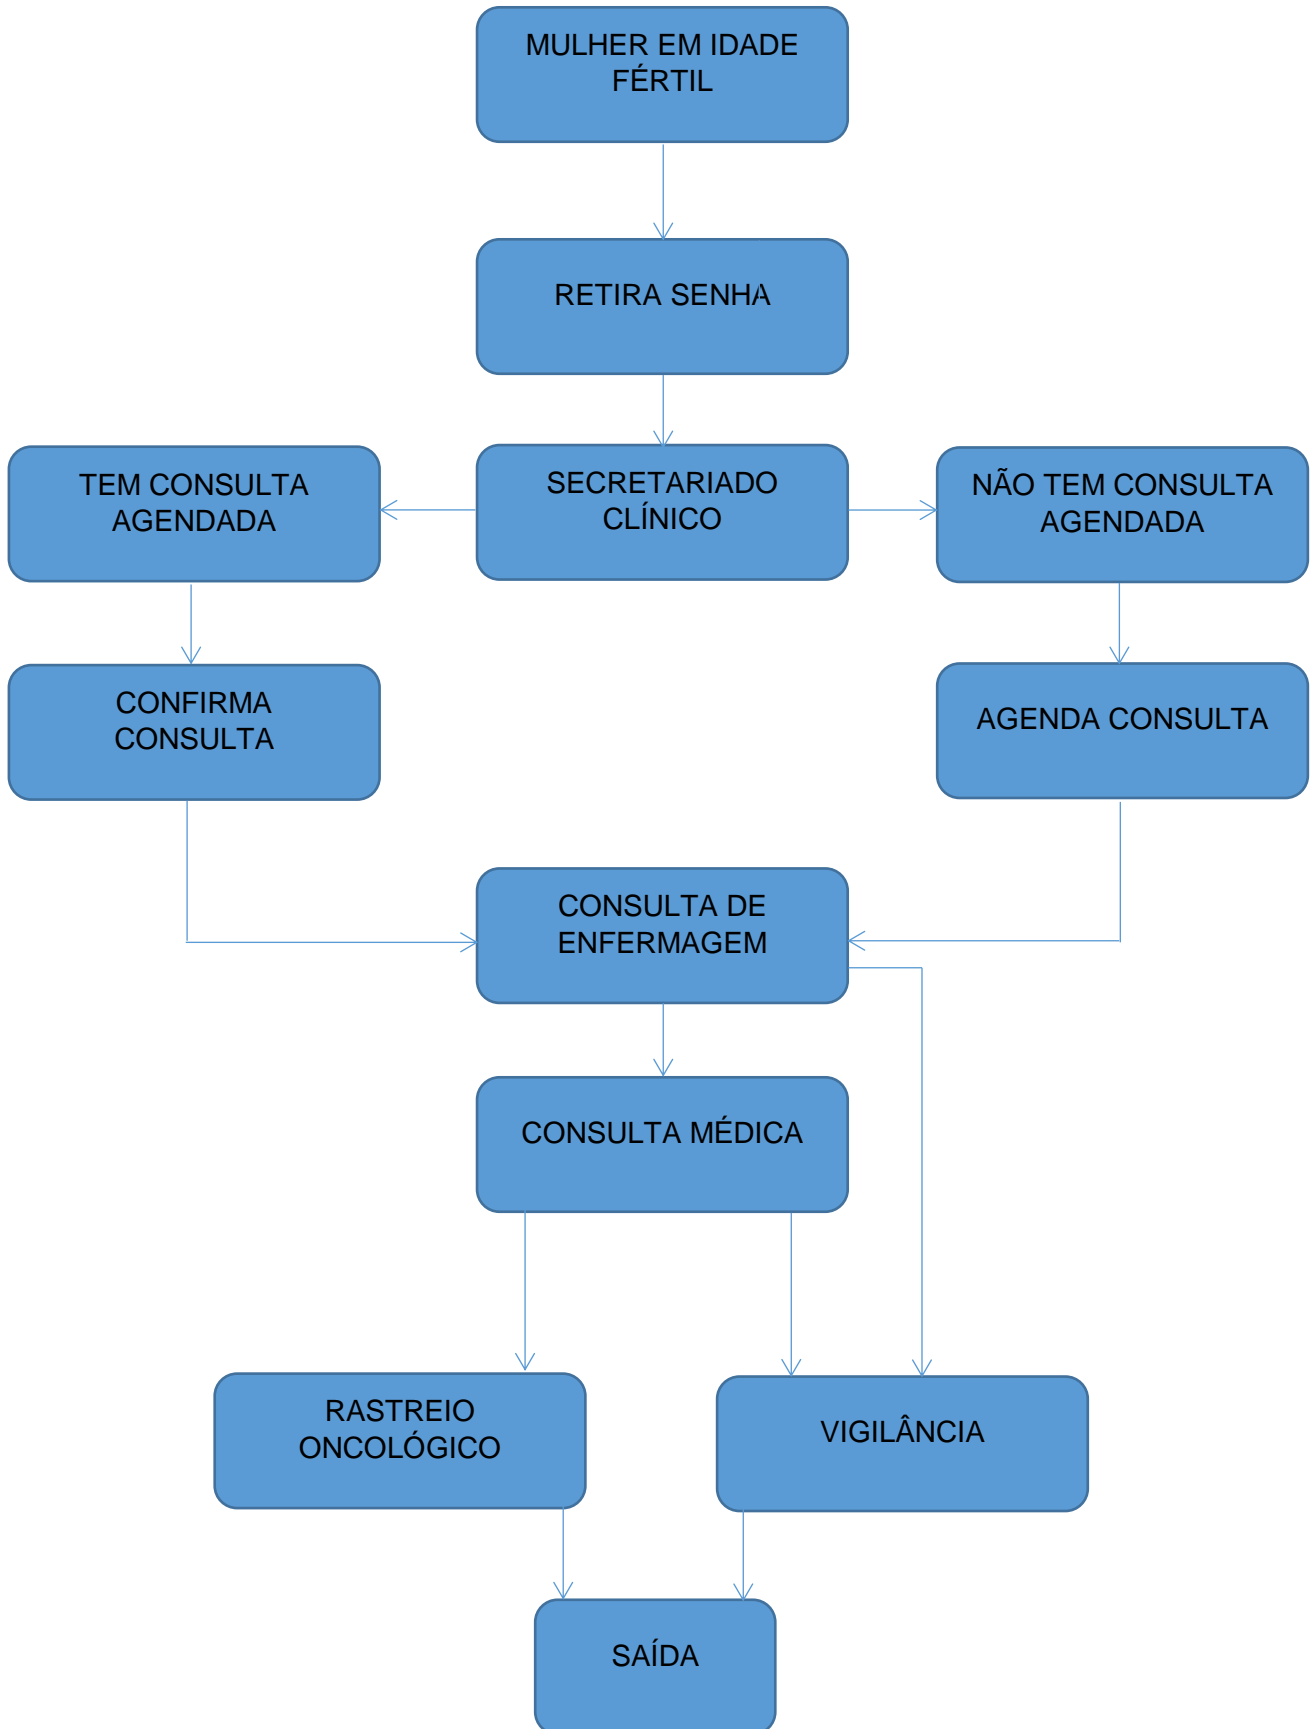 MULHER EM IDADE
FÉRTIL
RETIRA SENHA
TEM CONSULTA
AGENDADA
SECRETARIADO
CLÍNICO
NÃO TEM CONSULTA
AGENDADA
CONFIRMA
CONSULTA
AGENDA CONSULTA
CONSULTA DE
ENFERMAGEM
CONSULTA MÉDICA
RASTREIO
ONCOLÓGICO
VIGILÂNCIA
SAÍDA